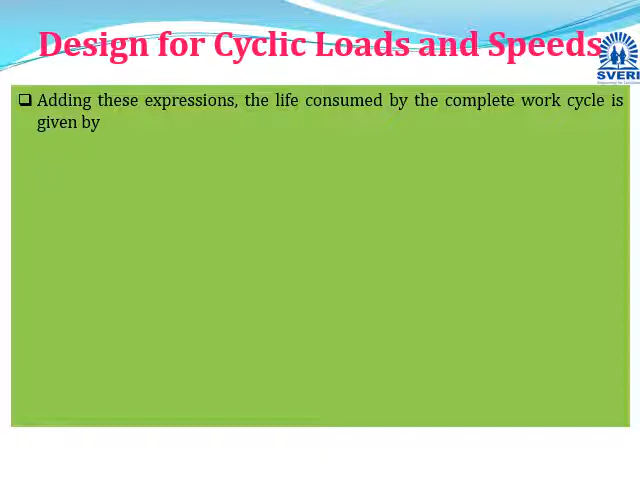 Design for Cyclic Loads and Speeds
SVERI
❑ Adding these expressions, the life consumed by the complete work cycle is
given by